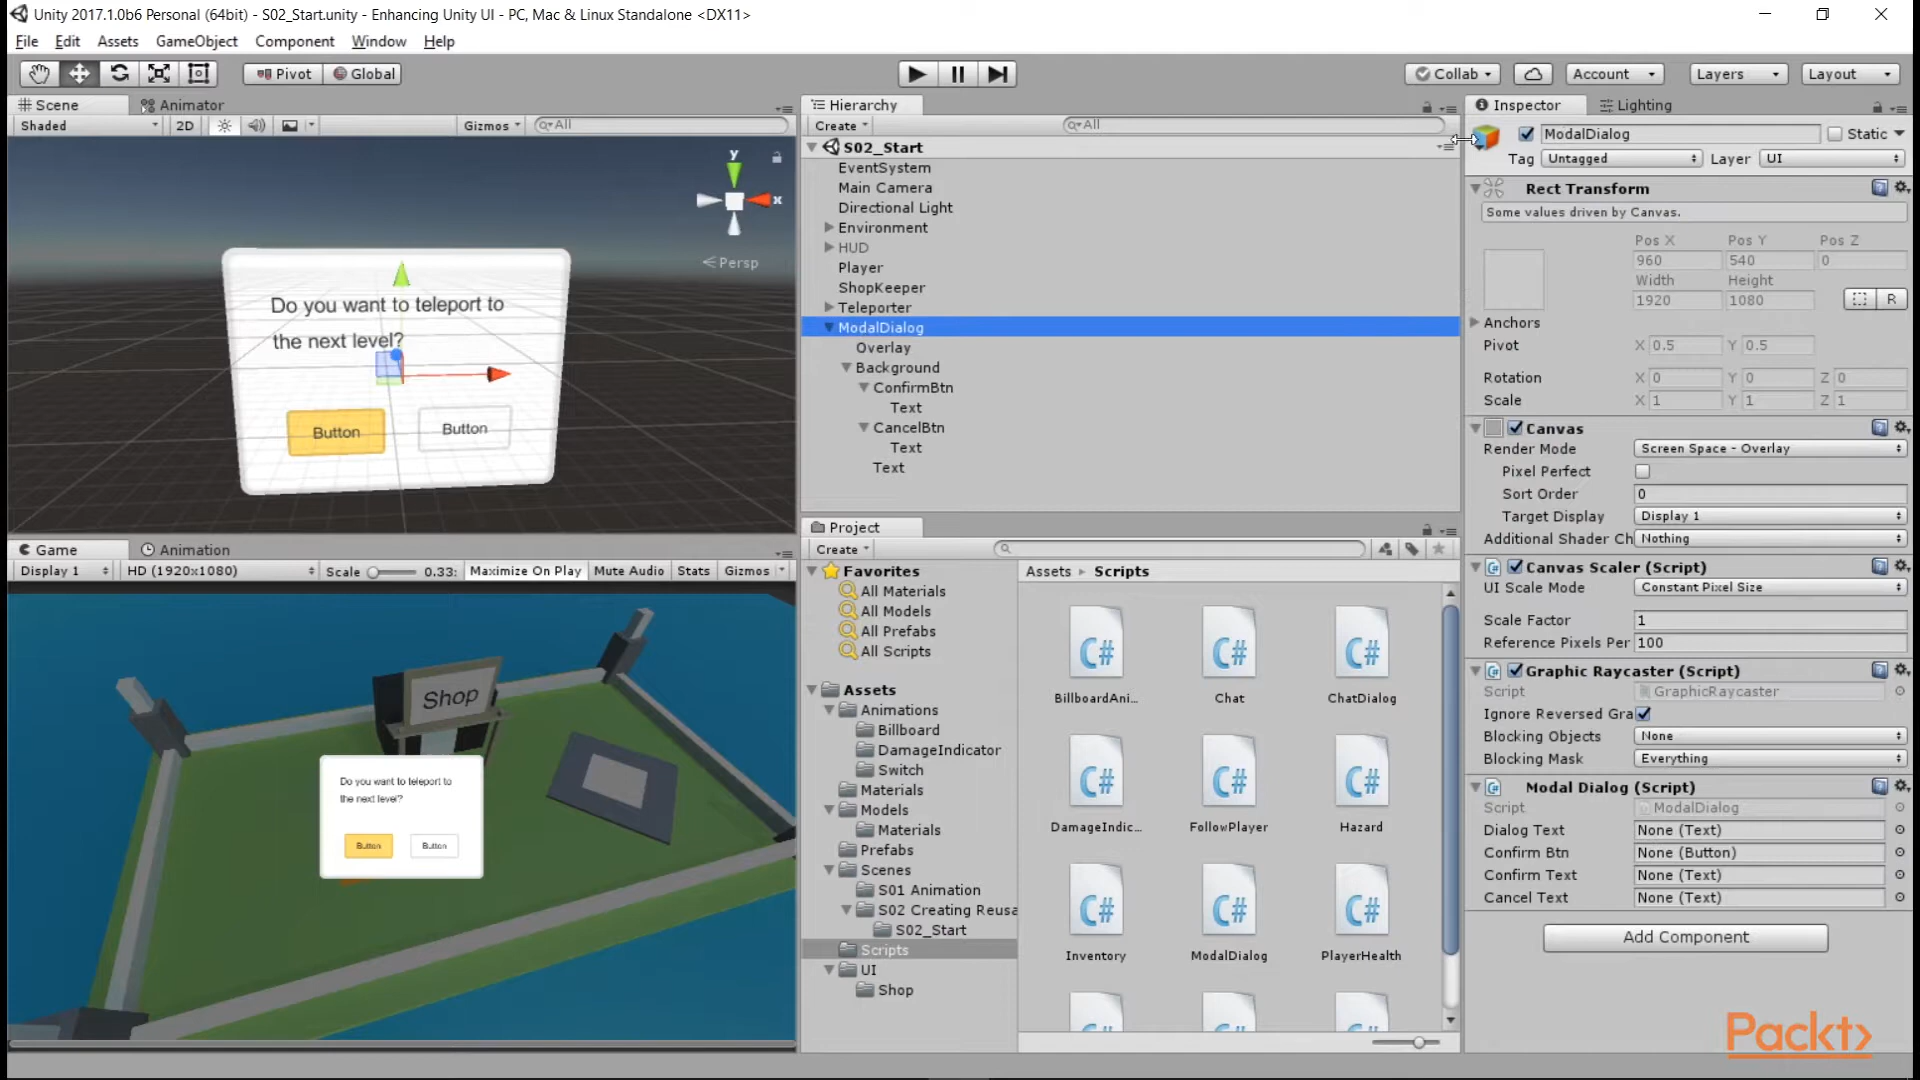 Unity 2017.1.0b6 Personal (64bit) - S02_Start.unity - Enhancing Unity UI - PC, Mac & Linux Standalone <DX11>
File Edit Assets GameObject Component Window Help
Pivot Global Collab Account Layers Layout
Scene Animator
Shaded 2D Gizmos All
y
x
Persp
Do you want to teleport to
the next level?
Button Button
Game Animation
Display 1 HD (1920x1080) Scale 0.33: Maximize On Play Mute Audio Stats Gizmos
Shop
Do you want to teleport to
the next level?
Button Button
Hierarchy
Create All
S02_Start
EventSystem
Main Camera
Directional Light
Environment
HUD
Player
ShopKeeper
Teleporter
ModalDialog
Overlay
Background
ConfirmBtn
Text
CancelBtn
Text
Text
Project
Create
Favorites
All Materials
All Models
All Prefabs
All Scripts
Assets
Animations
Billboard
DamageIndicator
Switch
Materials
Models
Materials
Prefabs
Scenes
S01 Animation
S02 Creating Reusa
S02_Start
Scripts
UI
Shop
Assets Scripts
C# C# C#
BillboardAni... Chat ChatDialog
C# C# C#
DamageIndic... FollowPlayer Hazard
C# C# C#
Inventory ModalDialog PlayerHealth
Inspector Lighting
ModalDialog Static
Tag Untagged Layer UI
Rect Transform
Some values driven by Canvas.
Pos X Pos Y Pos Z
960 540 0
Width Height
1920 1080 R
Anchors
Pivot X 0.5 Y 0.5
Rotation X 0 Y 0 Z 0
Scale X 1 Y 1 Z 1
Canvas
Render Mode Screen Space - Overlay
Pixel Perfect
Sort Order 0
Target Display Display 1
Additional Shader Ch Nothing
Canvas Scaler (Script)
UI Scale Mode Constant Pixel Size
Scale Factor 1
Reference Pixels Per 100
Graphic Raycaster (Script)
Script GraphicRaycaster
Ignore Reversed Gra
Blocking Objects None
Blocking Mask Everything
Modal Dialog (Script)
Script ModalDialog
Dialog Text None (Text)
Confirm Btn None (Button)
Confirm Text None (Text)
Cancel Text None (Text)
Add Component
Packt>